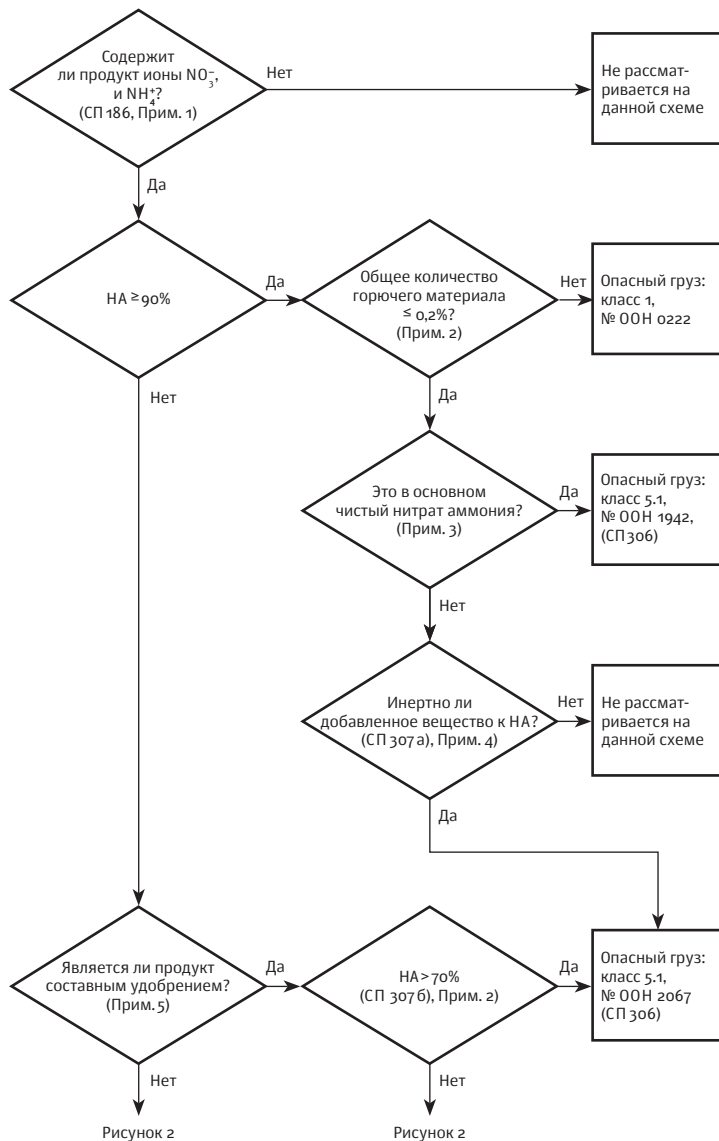 Содержит
ли продукт ионы NO₃⁻,
и NH₄⁺?
(СП 186, Прим. 1)
Нет
Не рассмат-
ривается на
данной схеме
Да
НА ≥ 90%
Да
Общее количество
горючего материала
≤ 0,2%?
(Прим. 2)
Нет
Опасный груз:
класс 1,
№ ООН 0222
Нет
Да
Это в основном
чистый нитрат аммония?
(Прим. 3)
Да
Опасный груз:
класс 5.1,
№ ООН 1942,
(СП 306)
Нет
Инертно ли
добавленное вещество к НА?
(СП 307а), Прим. 4)
Нет
Не рассмат-
ривается на
данной схеме
Да
Является ли продукт
составным удобрением?
(Прим. 5)
Да
НА > 70%
(СП 307б), Прим. 2)
Да
Опасный груз:
класс 5.1,
№ ООН 2067
(СП 306)
Нет
Нет
Рисунок 2
Рисунок 2